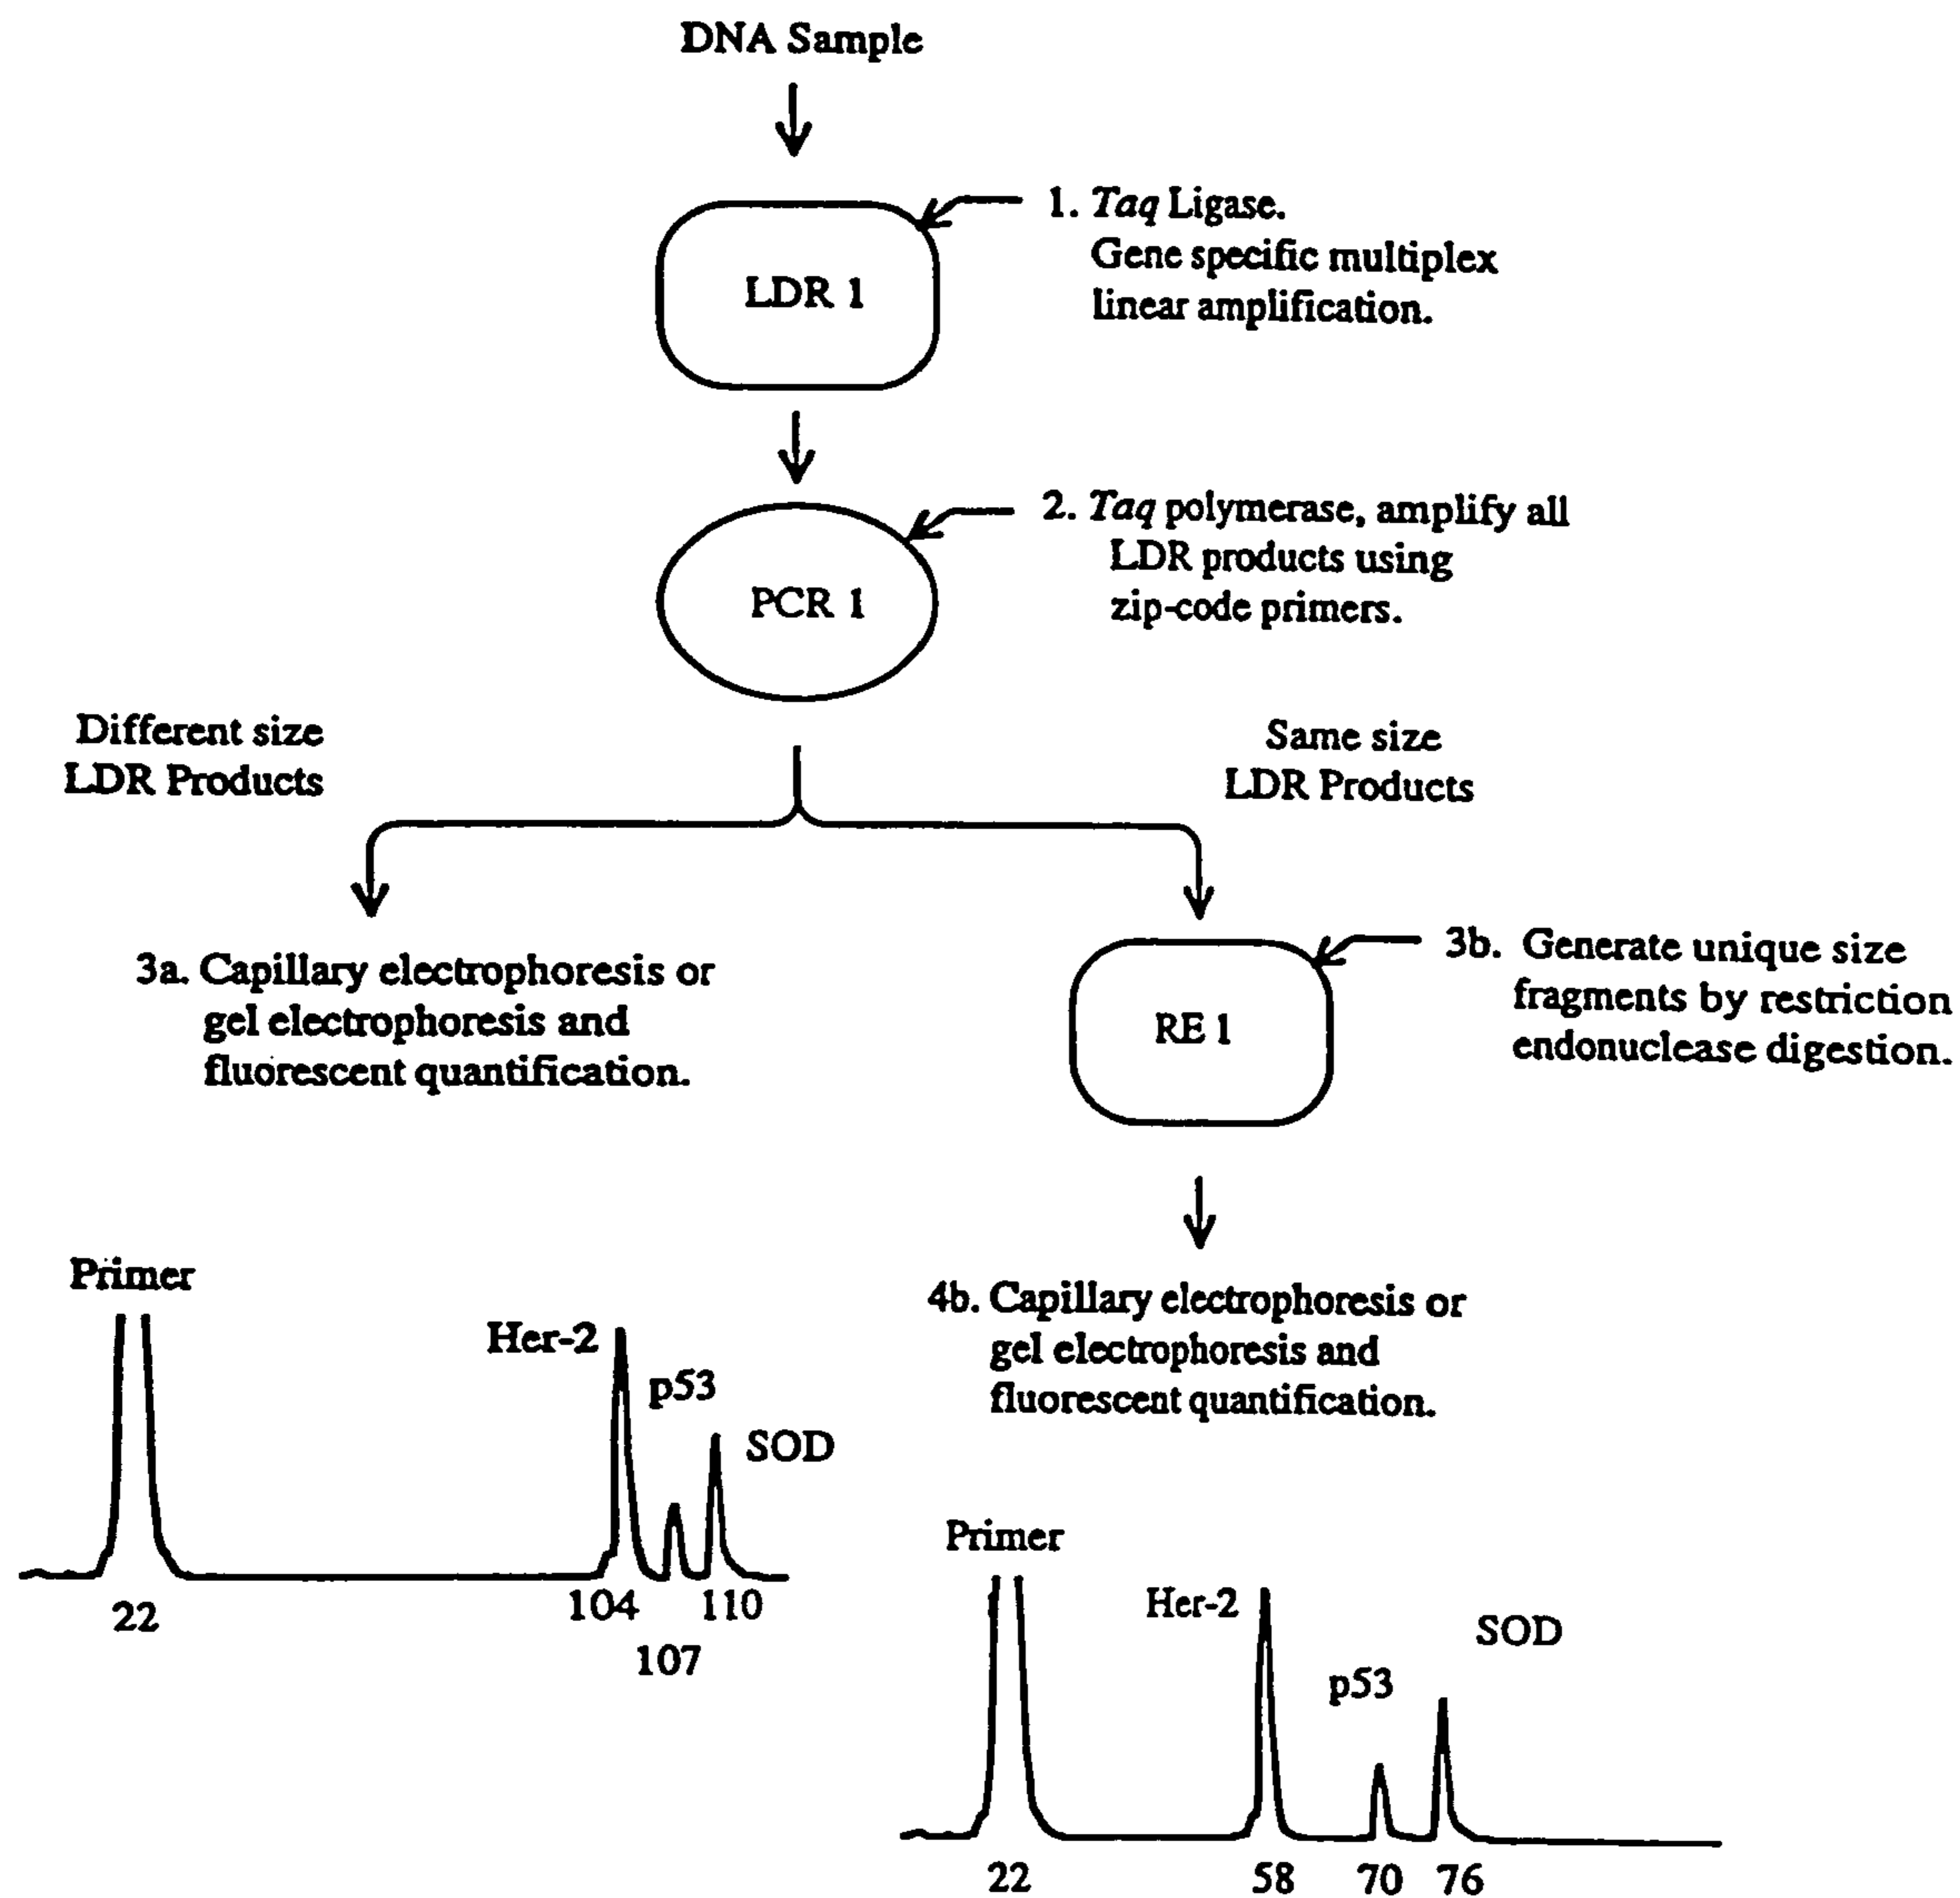 DNA Sample
LDR 1
1. Taq Ligase.
Gene specific multiplex
linear amplification.
PCR 1
2. Taq polymerase, amplify all
LDR products using
zip-code primers.
Different size
LDR Products
Same size
LDR Products
3a. Capillary electrophoresis or
gel electrophoresis and
fluorescent quantification.
RE 1
3b. Generate unique size
fragments by restriction
endonuclease digestion.
4b. Capillary electrophoresis or
gel electrophoresis and
fluorescent quantification.
Primer
Her-2
p53
SOD
22
104
110
107
Primer
Her-2
p53
SOD
22
58
70
76